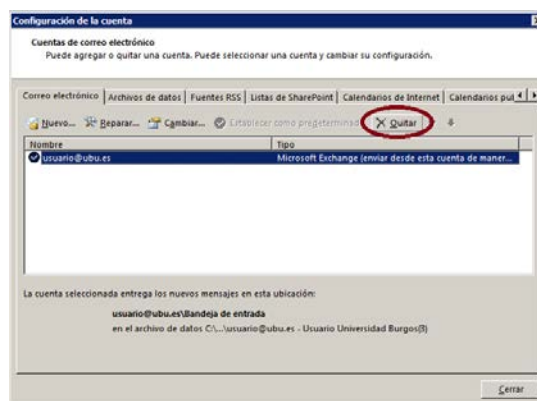 Configuración de la cuenta
Cuentas de correo electrónico
Puede agregar o quitar una cuenta. Puede seleccionar una cuenta y cambiar su configuración.
Correo electrónico Archivos de datos Fuentes RSS Listas de SharePoint Calendarios de Internet Calendarios pu
Nuevo... Reparar... Cambiar... Establecer como predeterminado Quitar
Nombre Tipo
usuario@ubu.es Microsoft Exchange (enviar desde esta cuenta de maner...
La cuenta seleccionada entrega los nuevos mensajes en esta ubicación:
usuario@ubu.es\Bandeja de entrada
en el archivo de datos C:\...\usuario@ubu.es - Usuario Universidad Burgos(3)
Cerrar